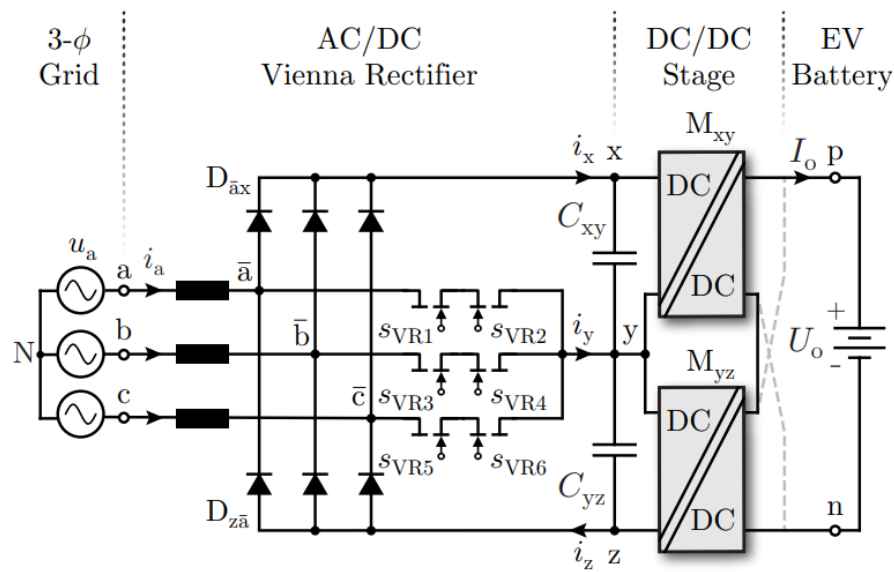 3-ϕ Grid
AC/DC Vienna Rectifier
DC/DC Stage
EV Battery
M_xy
D_āx
i_x x
I_o p
DC
C_xy
u_a
a i_a
ā
DC
s_VR1 s_VR2
N
b
b̄
i_y y
+
U_o
-
s_VR3 s_VR4
M_yz
c
c̄
DC
s_VR5 s_VR6
C_yz
D_zā
DC
n
i_z z